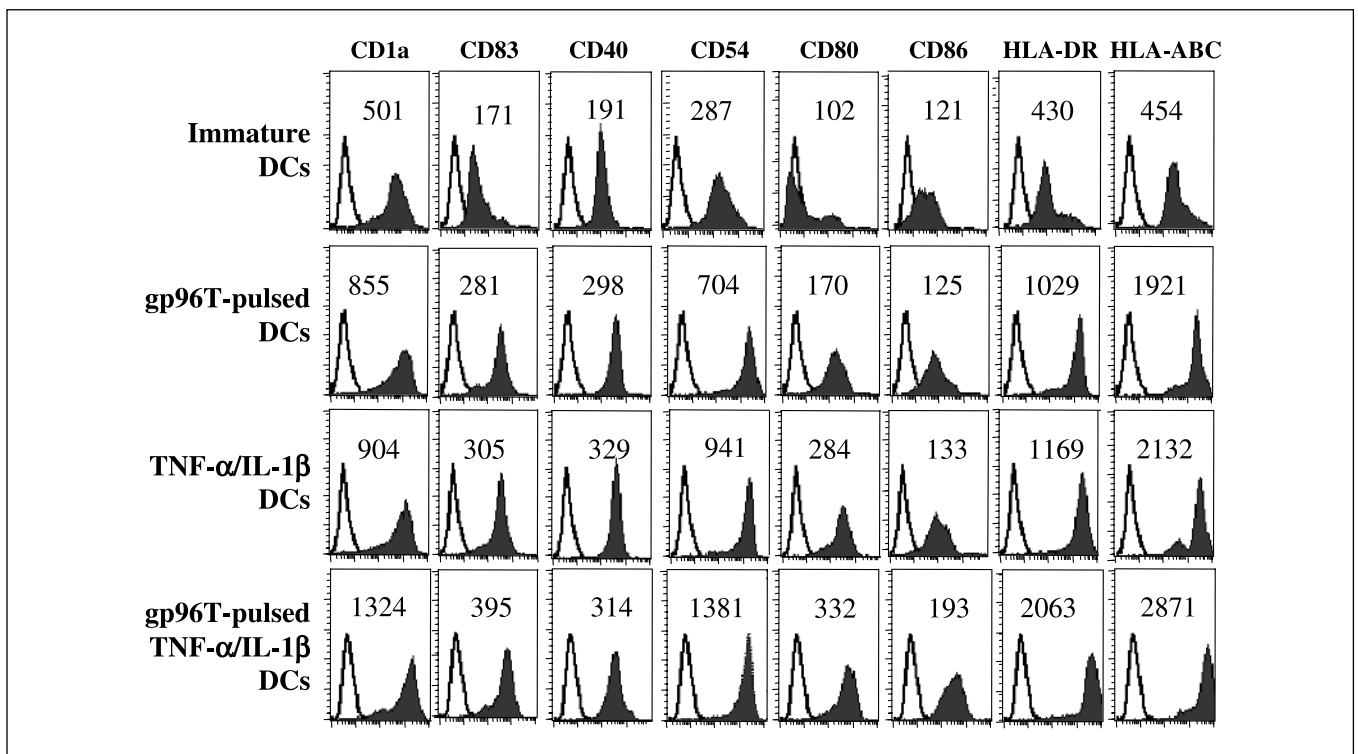 CD1a CD83 CD40 CD54 CD80 CD86 HLA-DR HLA-ABC
Immature
DCs
501 171 191 287 102 121 430 454
gp96T-pulsed
DCs
855 281 298 704 170 125 1029 1921
TNF-α/IL-1β
DCs
904 305 329 941 284 133 1169 2132
gp96T-pulsed
TNF-α/IL-1β
DCs
1324 395 314 1381 332 193 2063 2871